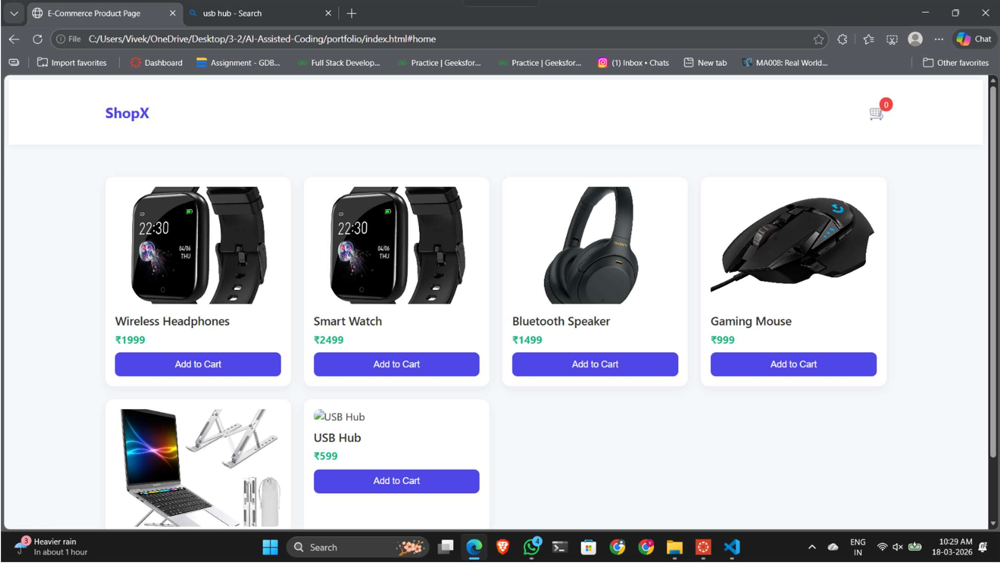 E-Commerce Product Page
usb hub - Search
File C:/Users/Vivek/OneDrive/Desktop/3-2/AI-Assisted-Coding/portfolio/index.html#home
Chat
Import favorites
Dashboard
Assignment - GDB...
Full Stack Develop...
Practice | Geeksfor...
Practice | Geeksfor...
(1) Inbox • Chats
New tab
MA008: Real World...
Other favorites
ShopX
0
22:30
04/06
THU
22:30
04/06
THU
SONY
Wireless Headphones
₹1999
Add to Cart
Smart Watch
₹2499
Add to Cart
Bluetooth Speaker
₹1499
Add to Cart
Gaming Mouse
₹999
Add to Cart
USB Hub
USB Hub
₹599
Add to Cart
3
Heavier rain
In about 1 hour
Search
4
ENG
IN
10:29 AM
18-03-2026